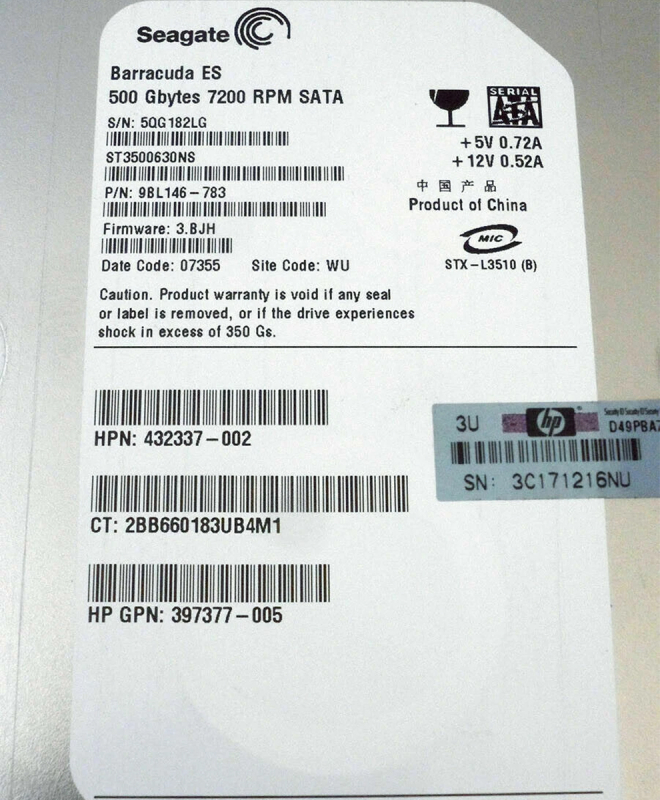 Seagate
Barracuda ES
500 Gbytes 7200 RPM SATA
S/N: 5QG182LG
ST3500630NS
P/N: 9BL146-783
Firmware: 3.BJH
Date Code: 07355 Site Code: WU
SERIAL
ATA
+5V 0.72A
+12V 0.52A
中国产品
Product of China
MIC
STX-L3510 (B)
Caution. Product warranty is void if any seal
or label is removed, or if the drive experiences
shock in excess of 350 Gs.
HPN: 432337-002
CT: 2BB660183UB4M1
HP GPN: 397377-005
3U
hp
D49PBA7
SN: 3C171216NU